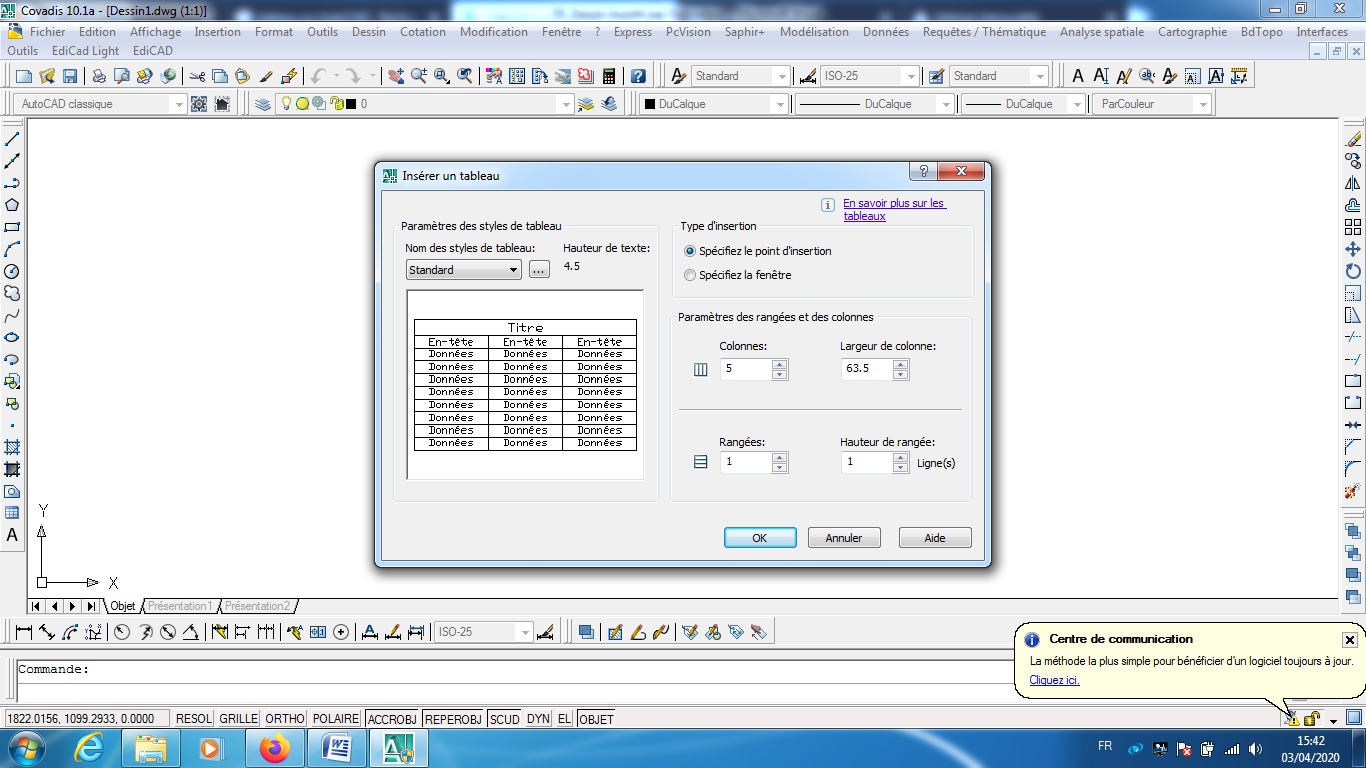 Covadis 10.1a - [Dessin1.dwg (1:1)]
Fichier Edition Affichage Insertion Format Outils Dessin Cotation Modification Fenêtre ? Express PcVision Saphir+ Modélisation Données Requêtes / Thématique Analyse spatiale Cartographie BdTopo Interfaces
Outils EdiCad Light EdiCAD
Standard ISO-25 Standard
AutoCAD classique 0 DuCalque DuCalque DuCalque ParCouleur
Insérer un tableau
En savoir plus sur les
tableaux
Paramètres des styles de tableau
Nom des styles de tableau: Hauteur de texte:
Standard ... 4.5
Titre
En-tête En-tête En-tête
Données Données Données
Données Données Données
Données Données Données
Données Données Données
Données Données Données
Données Données Données
Données Données Données
Données Données Données
Type d'insertion
Spécifiez le point d'insertion
Spécifiez la fenêtre
Paramètres des rangées et des colonnes
Colonnes: Largeur de colonne:
5 63.5
Rangées: Hauteur de rangée:
1 1 Ligne(s)
OK Annuler Aide
Y
X
Objet Présentation1 Présentation2
ISO-25
Commande:
Centre de communication
La méthode la plus simple pour bénéficier d'un logiciel toujours à jour.
Cliquez ici.
1822.0156, 1099.2933, 0.0000 RESOL GRILLE ORTHO POLAIRE ACCROBJ REPEROBJ SCUD DYN EL OBJET
FR 15:42
03/04/2020